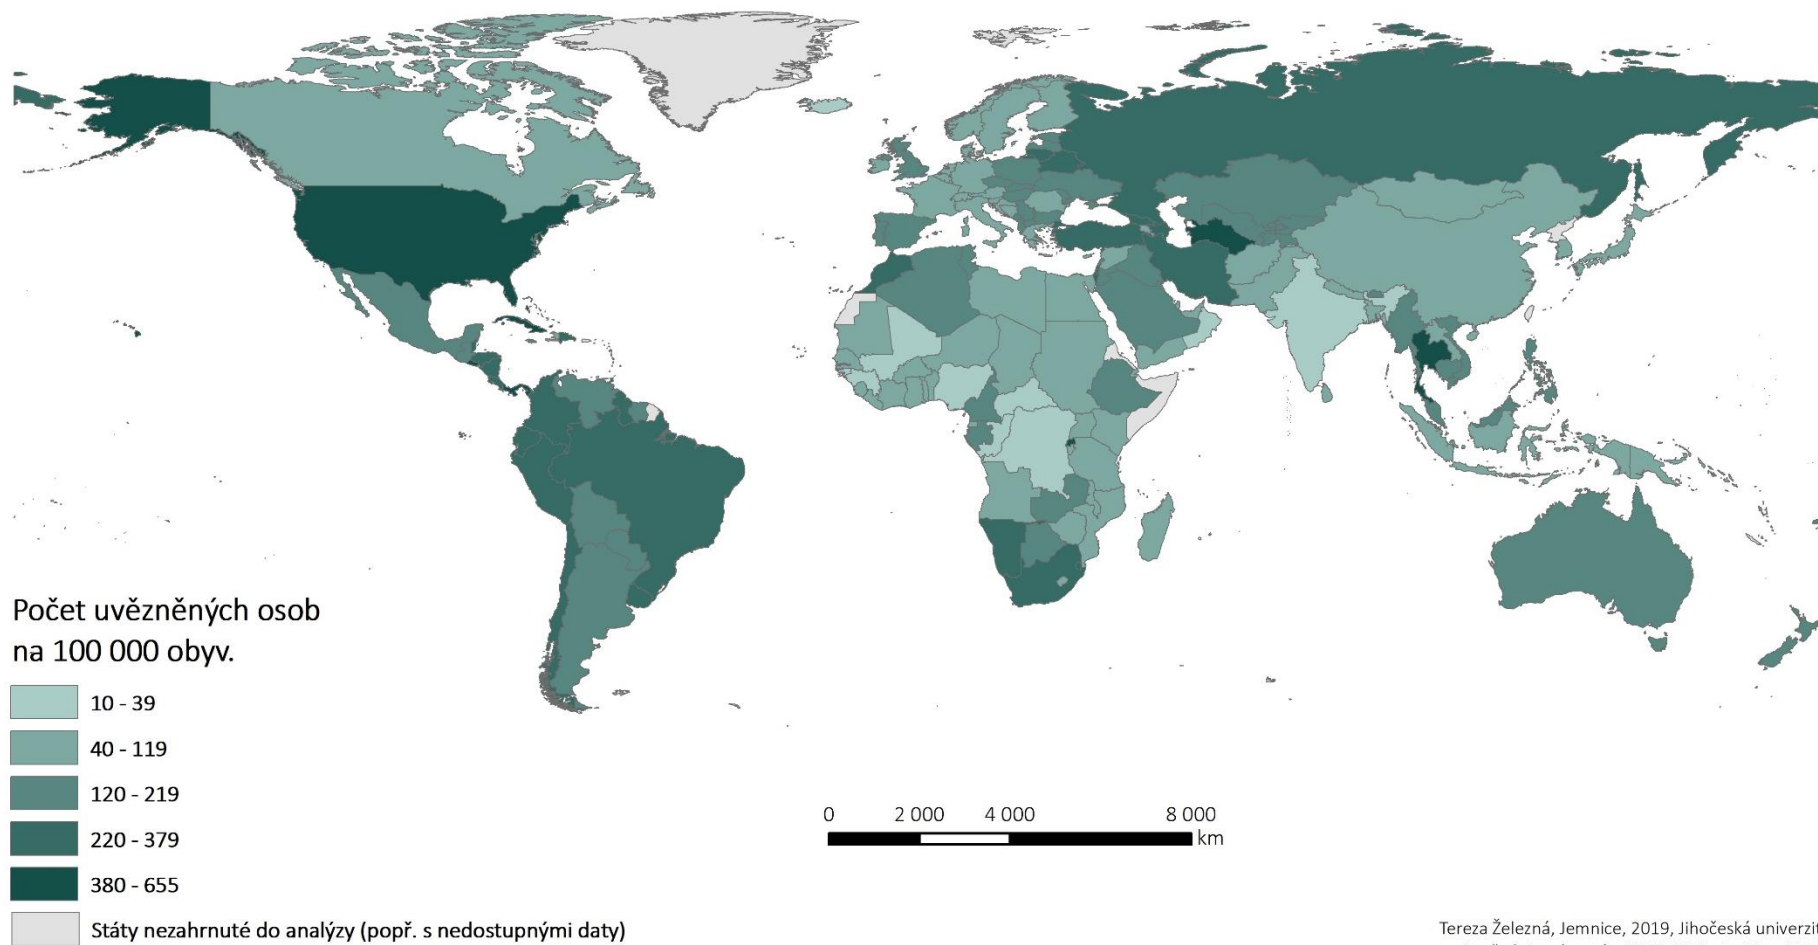 Počet uvězněných osob
na 100 000 obyv.
10 - 39
40 - 119
120 - 219
220 - 379
380 - 655
Státy nezahrnuté do analýzy (popř. s nedostupnými daty)
0 2 000 4 000 8 000
km
Tereza Železná, Jemnice, 2019, Jihočeská